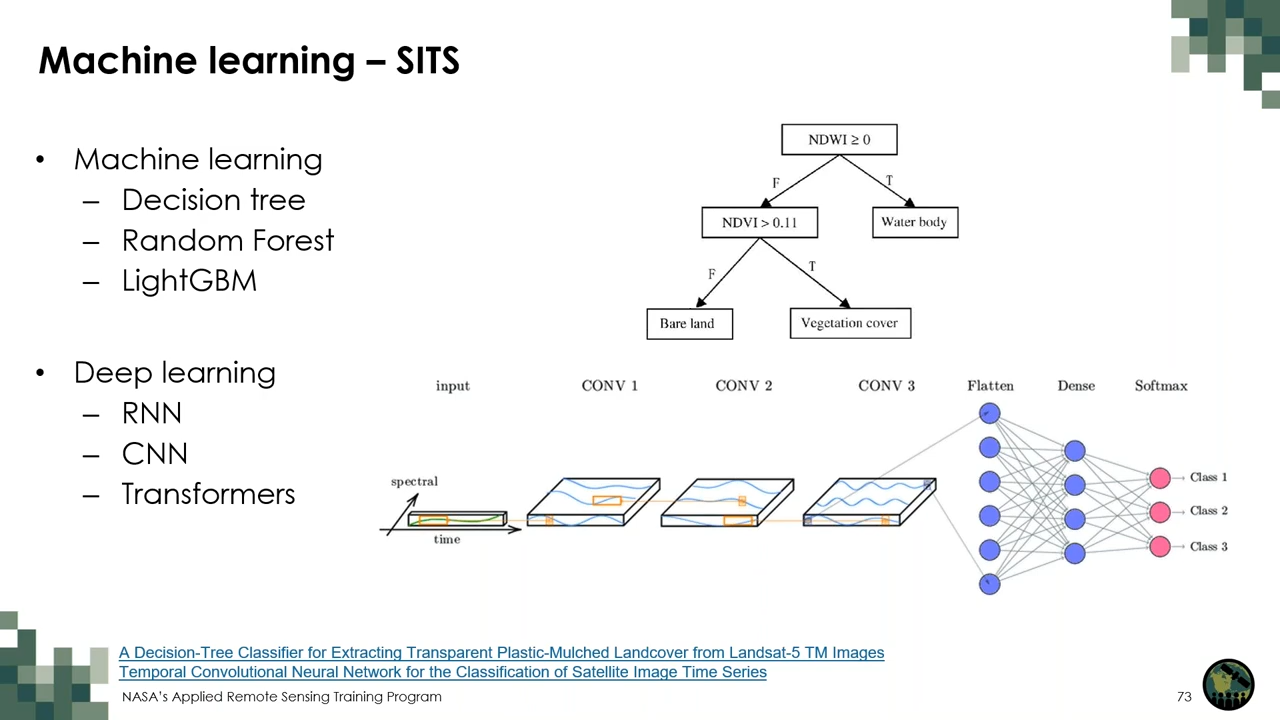 Machine learning – SITS
• Machine learning
– Decision tree
– Random Forest
– LightGBM
• Deep learning
– RNN
– CNN
– Transformers
NDWI ≥ 0
F
T
NDVI > 0.11
Water body
F
T
Bare land
Vegetation cover
input
CONV 1
CONV 2
CONV 3
Flatten
Dense
Softmax
spectral
time
Class 1
Class 2
Class 3
A Decision-Tree Classifier for Extracting Transparent Plastic-Mulched Landcover from Landsat-5 TM Images
Temporal Convolutional Neural Network for the Classification of Satellite Image Time Series
NASA's Applied Remote Sensing Training Program
73